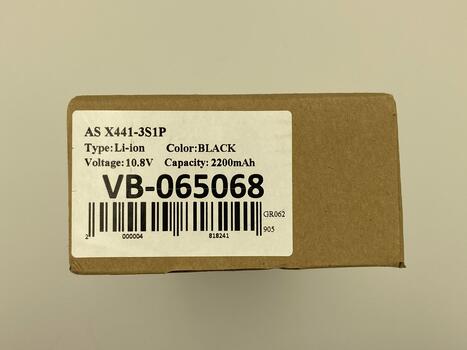 AS X441-3S1P
Type:Li-ion Color:BLACK
Voltage:10.8V Capacity: 2200mAh
VB-065068
GR062
905
2 000004 818241